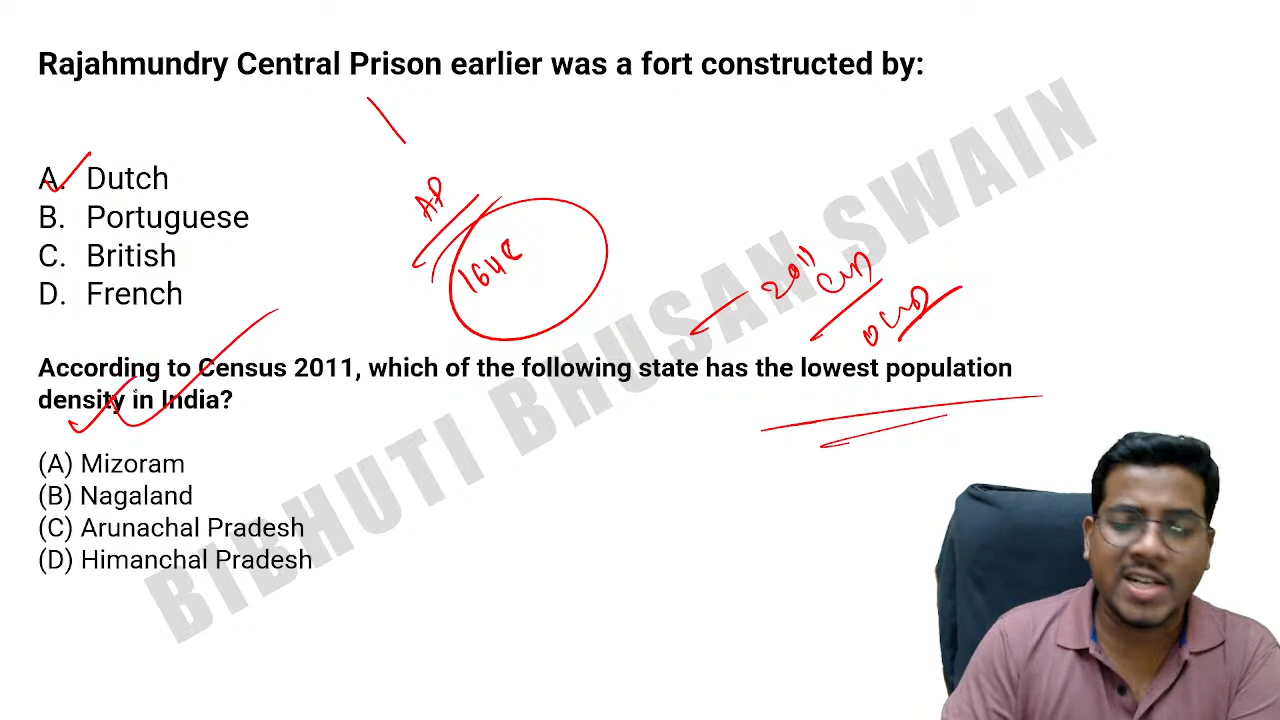 Rajahmundry Central Prison earlier was a fort constructed by:
A. Dutch
B. Portuguese
C. British
D. French
AP
1648
2011
According to Census 2011, which of the following state has the lowest population
density in India?
(A) Mizoram
(B) Nagaland
(C) Arunachal Pradesh
(D) Himanchal Pradesh
BIBHUTI BHUSAN SWAIN